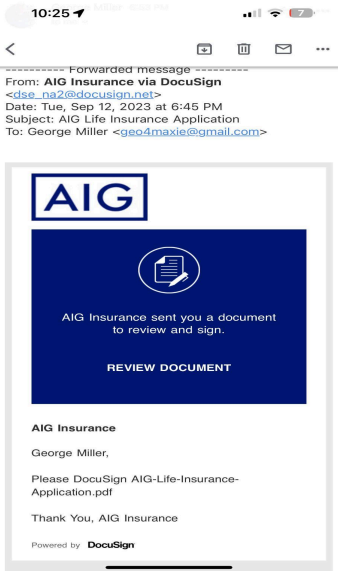 10:25
7
---------- Forwarded message ---------
From: AIG Insurance via DocuSign
<dse_na2@docusign.net>
Date: Tue, Sep 12, 2023 at 6:45 PM
Subject: AIG Life Insurance Application
To: George Miller <geo4maxie@gmail.com>
AIG
AIG Insurance sent you a document
to review and sign.
REVIEW DOCUMENT
AIG Insurance
George Miller,
Please DocuSign AIG-Life-Insurance-
Application.pdf
Thank You, AIG Insurance
Powered by DocuSign